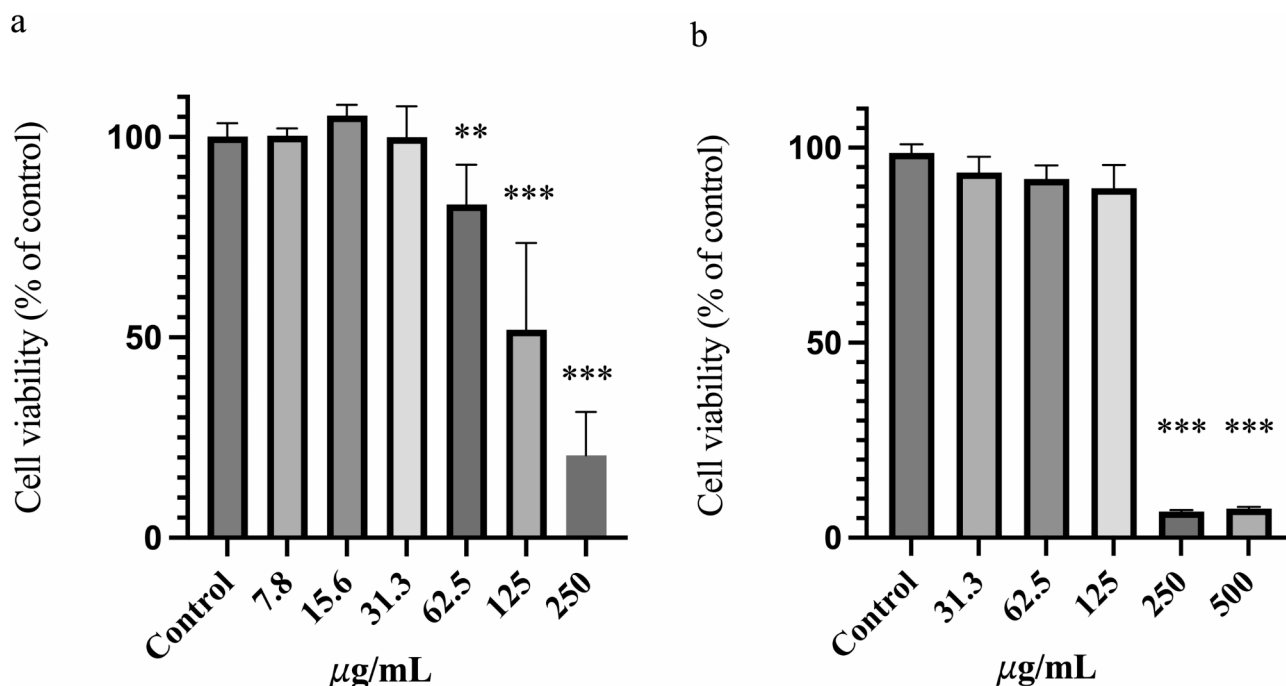 a
Cell viability (% of control)
100
50
0
**
***
***
Control
7.8
15.6
31.3
62.5
125
250
μg/mL
b
Cell viability (% of control)
100
50
0
***
***
Control
31.3
62.5
125
250
500
μg/mL